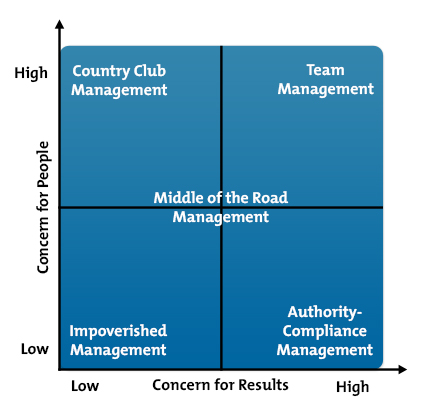 High
Country Club
Management
Team
Management
Concern for People
Middle of the Road
Management
Impoverished
Management
Authority-
Compliance
Management
Low
Low
Concern for Results
High